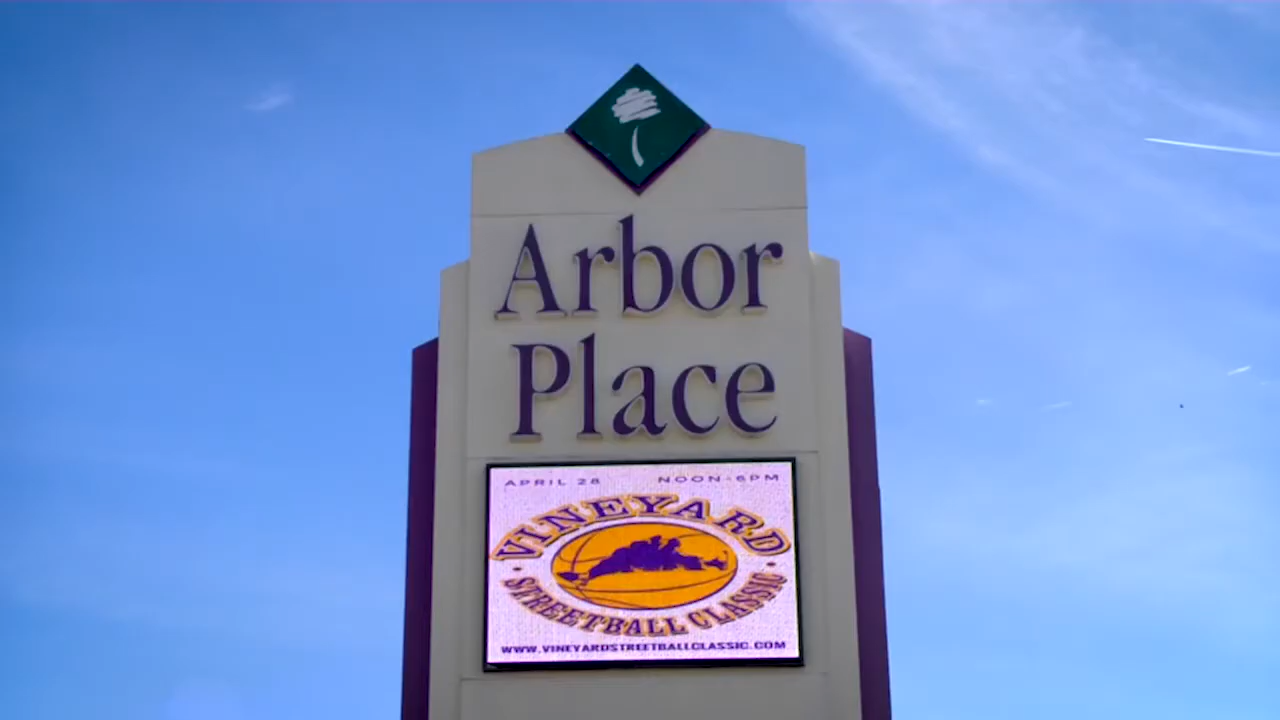 Arbor
Place
APRIL 28 NOON-6PM
VINEYARD
• STREETBALL CLASSIC •
WWW.VINEYARDSTREETBALLCLASSIC.COM